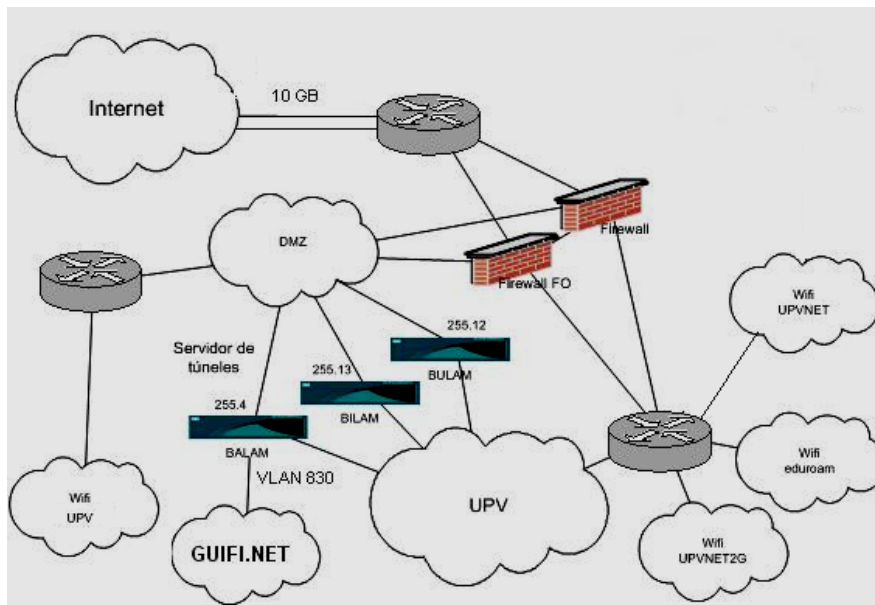 10 GB
Internet
Firewall
DMZ
Firewall FO
Wifi
UPVNET
255.12
Servidor de
túneles
255.13
BULAM
255.4
BILAM
BALAM
Wifi
eduroam
VLAN 830
Wifi
UPV
UPV
GUIFI.NET
Wifi
UPVNET2G